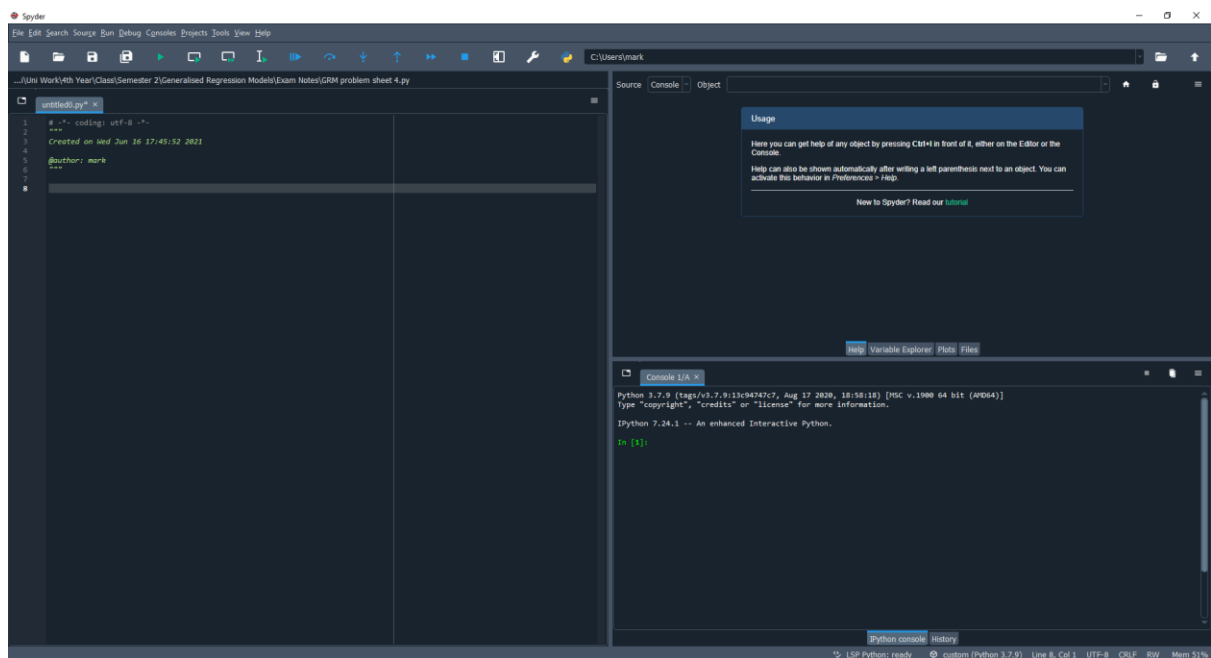 Spyder
File Edit Search Source Run Debug Consoles Projects Tools View Help
C:\Users\mark
...i\Uni Work\4th Year\Class\Semester 2\Generalised Regression Models\Exam Notes\GRM problem sheet 4.py
untitled0.py*
1 # -*- coding: utf-8 -*-
2 """
3 Created on Wed Jun 16 17:45:52 2021
4
5 @author: mark
6 """
7
8
Source Console Object
Usage
Here you can get help of any object by pressing Ctrl+I in front of it, either on the Editor or the
Console.
Help can also be shown automatically after writing a left parenthesis next to an object. You can
activate this behavior in Preferences > Help.
New to Spyder? Read our tutorial
Help Variable Explorer Plots Files
Console 1/A
Python 3.7.9 (tags/v3.7.9:13c94747c7, Aug 17 2020, 18:58:18) [MSC v.1900 64 bit (AMD64)]
Type "copyright", "credits" or "license" for more information.
IPython 7.24.1 -- An enhanced Interactive Python.
In [1]:
IPython console History
LSP Python: ready custom (Python 3.7.9) Line 8, Col 1 UTF-8 CRLF RW Mem 51%